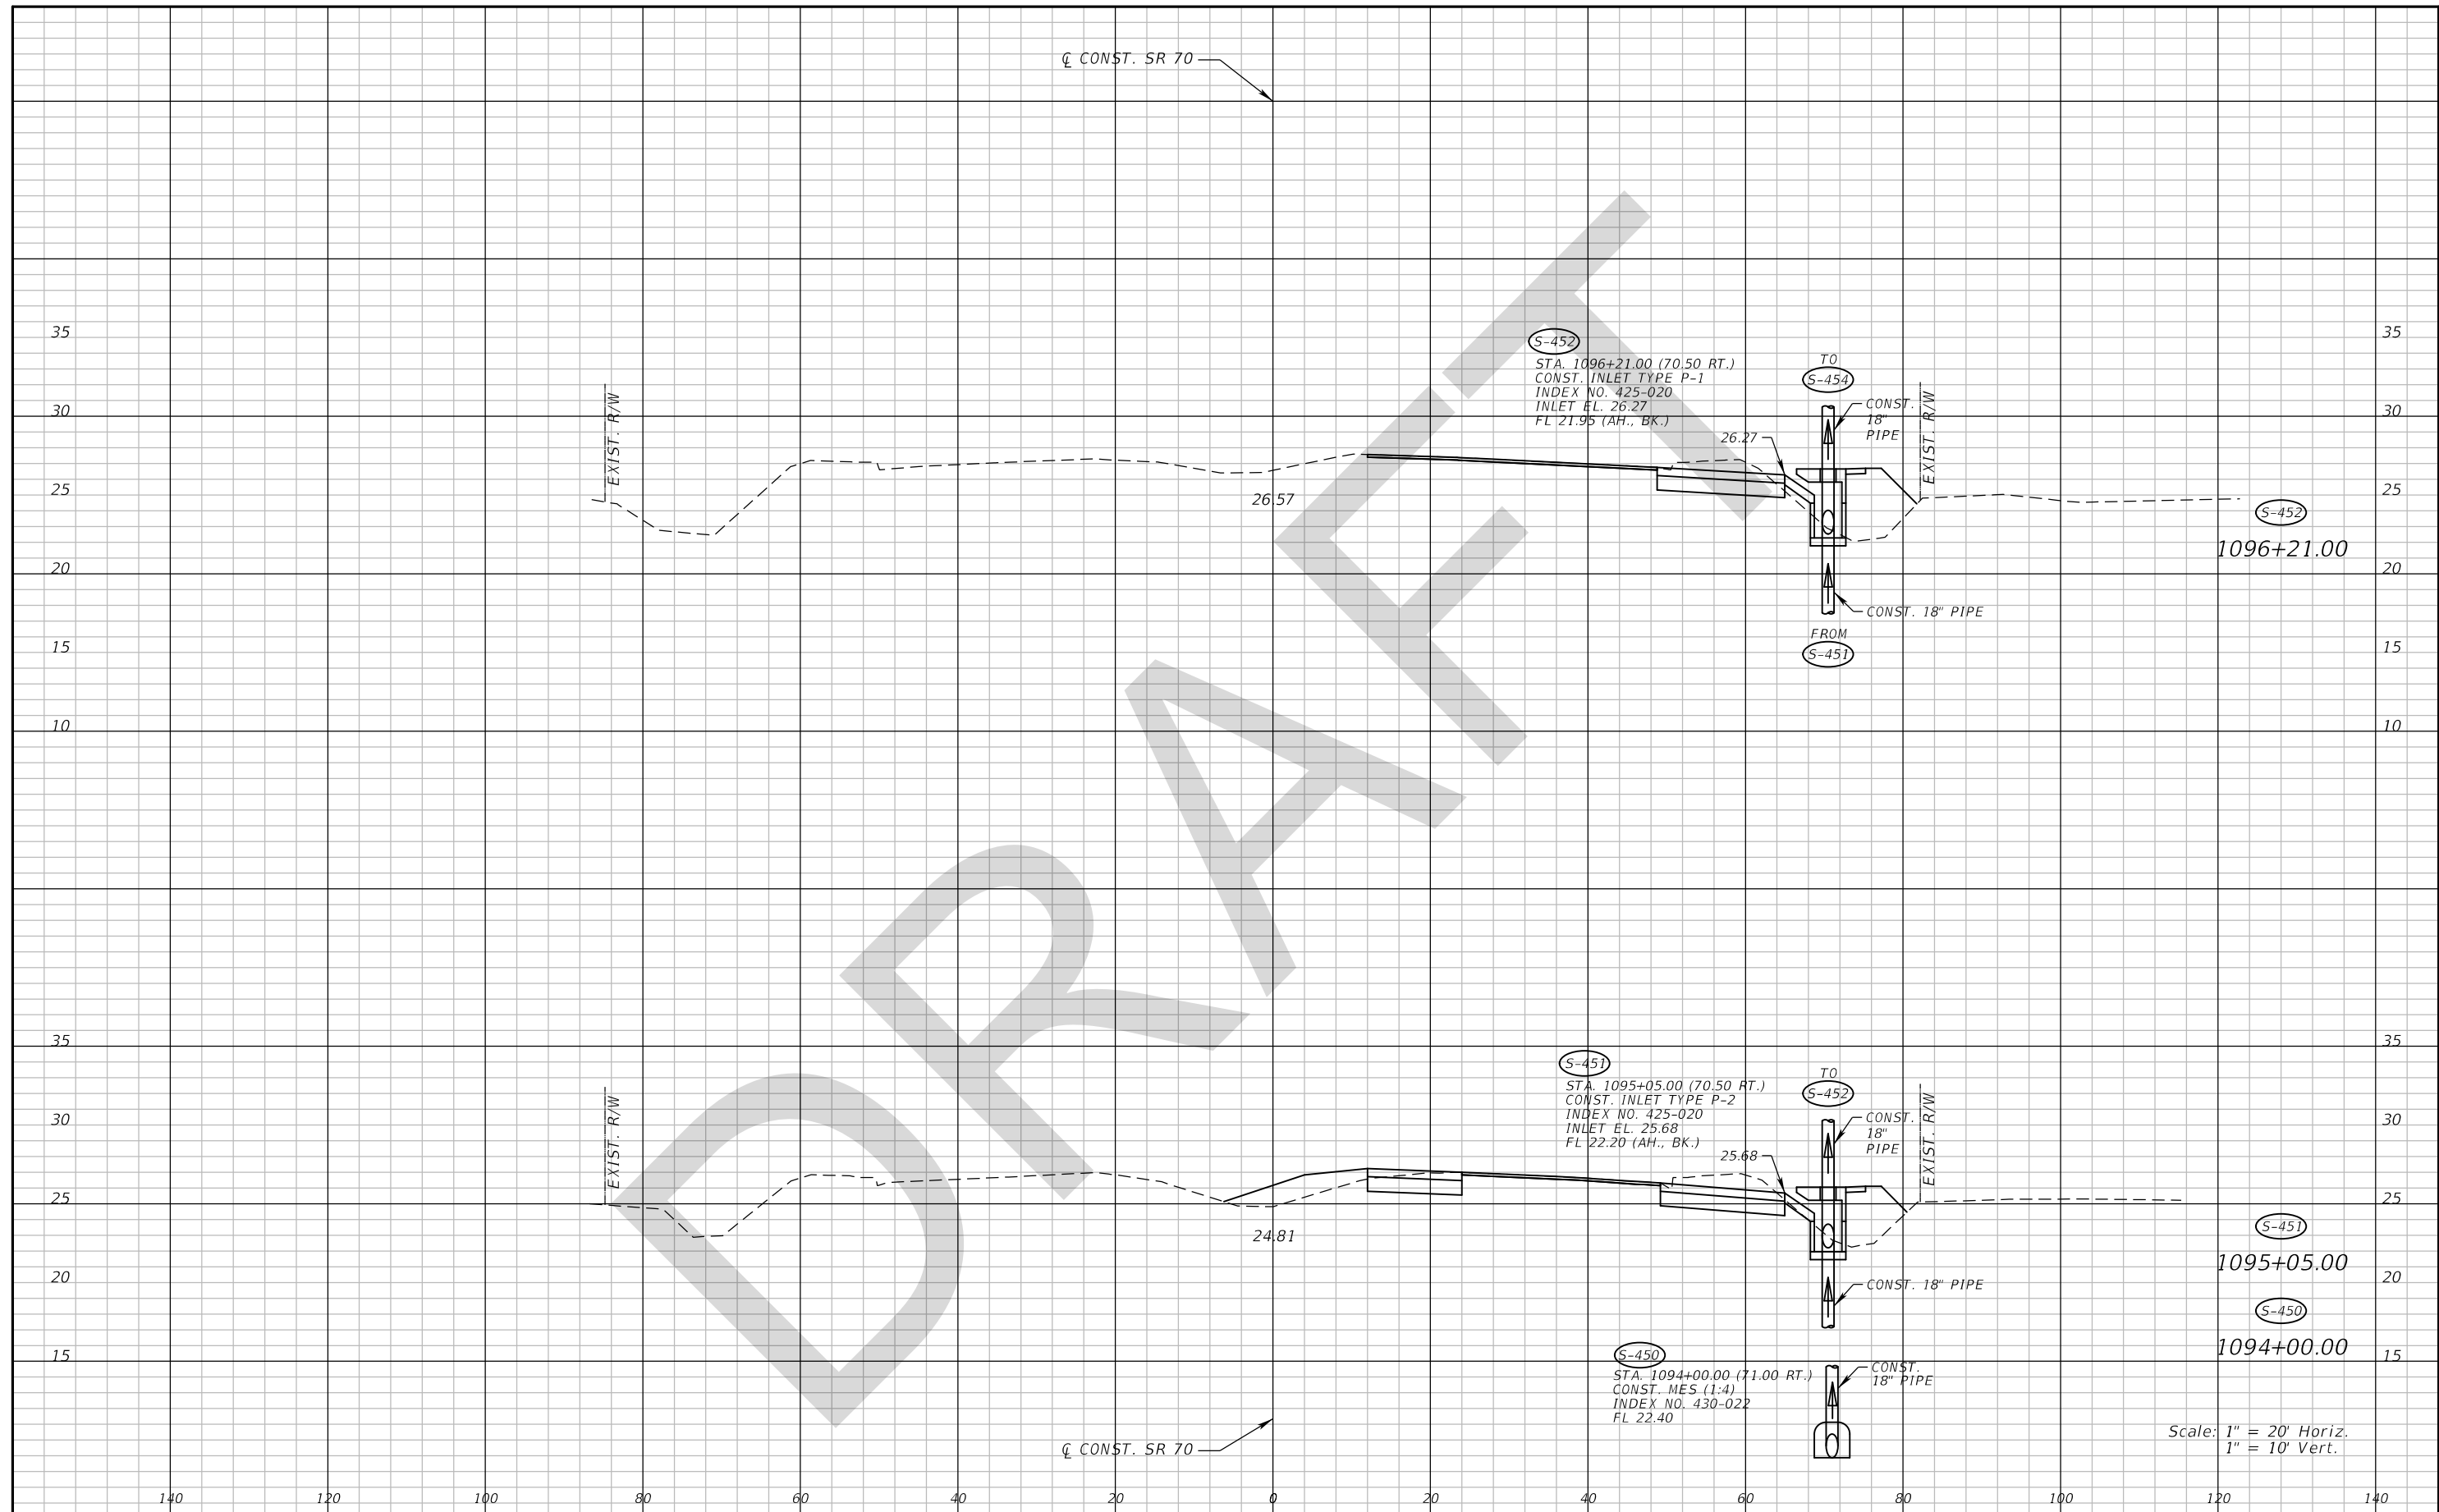 ℄ CONST. SR 70
35
35
S-452
STA. 1096+21.00 (70.50 RT.)
CONST. INLET TYPE P-1
INDEX NO. 425-020
INLET EL. 26.27
FL 21.95 (AH., BK.)
TO
S-454
CONST.
18"
PIPE
EXIST. R/W
EXIST. R/W
30
30
26.27
25
25
26.57
S-452
1096+21.00
20
20
CONST. 18" PIPE
FROM
S-451
15
15
10
10
DRAFT
35
35
S-451
STA. 1095+05.00 (70.50 RT.)
CONST. INLET TYPE P-2
INDEX NO. 425-020
INLET EL. 25.68
FL 22.20 (AH., BK.)
TO
S-452
CONST.
18"
PIPE
EXIST. R/W
EXIST. R/W
30
30
25.68
25
25
24.81
S-451
1095+05.00
20
20
CONST. 18" PIPE
S-450
1094+00.00
15
15
S-450
STA. 1094+00.00 (71.00 RT.)
CONST. MES (1:4)
INDEX NO. 430-022
FL 22.40
CONST.
18" PIPE
℄ CONST. SR 70
Scale: 1" = 20' Horiz.
1" = 10' Vert.
140 120 100 80 60 40 20 0 20 40 60 80 100 120 140